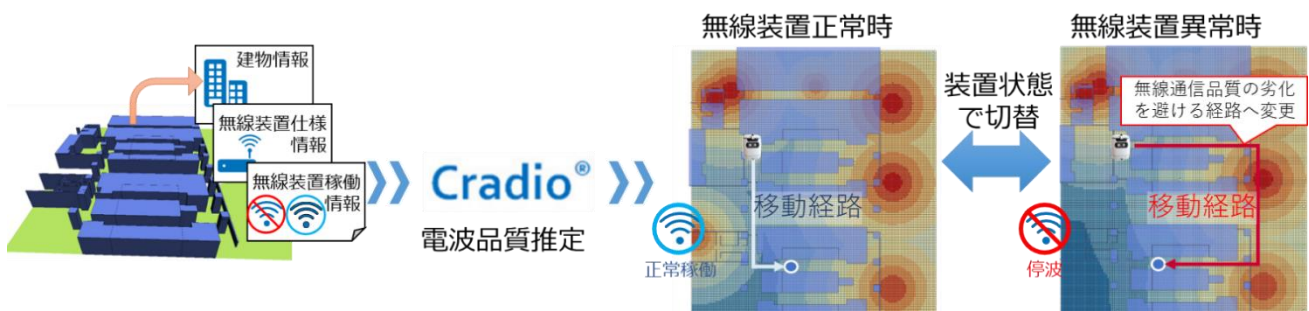 建物情報
無線装置仕様
情報
無線装置稼働
情報
Cradio®
電波品質推定
無線装置正常時
移動経路
正常稼働
装置状態
で切替
無線装置異常時
無線通信品質の劣化
を避ける経路へ変更
移動経路
停波